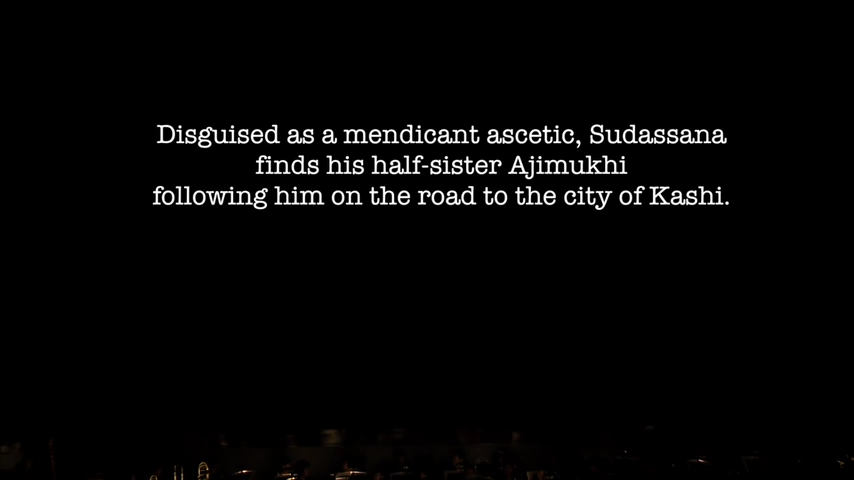 Disguised as a mendicant ascetic, Sudassana
finds his half-sister Ajimukhi
following him on the road to the city of Kashi.